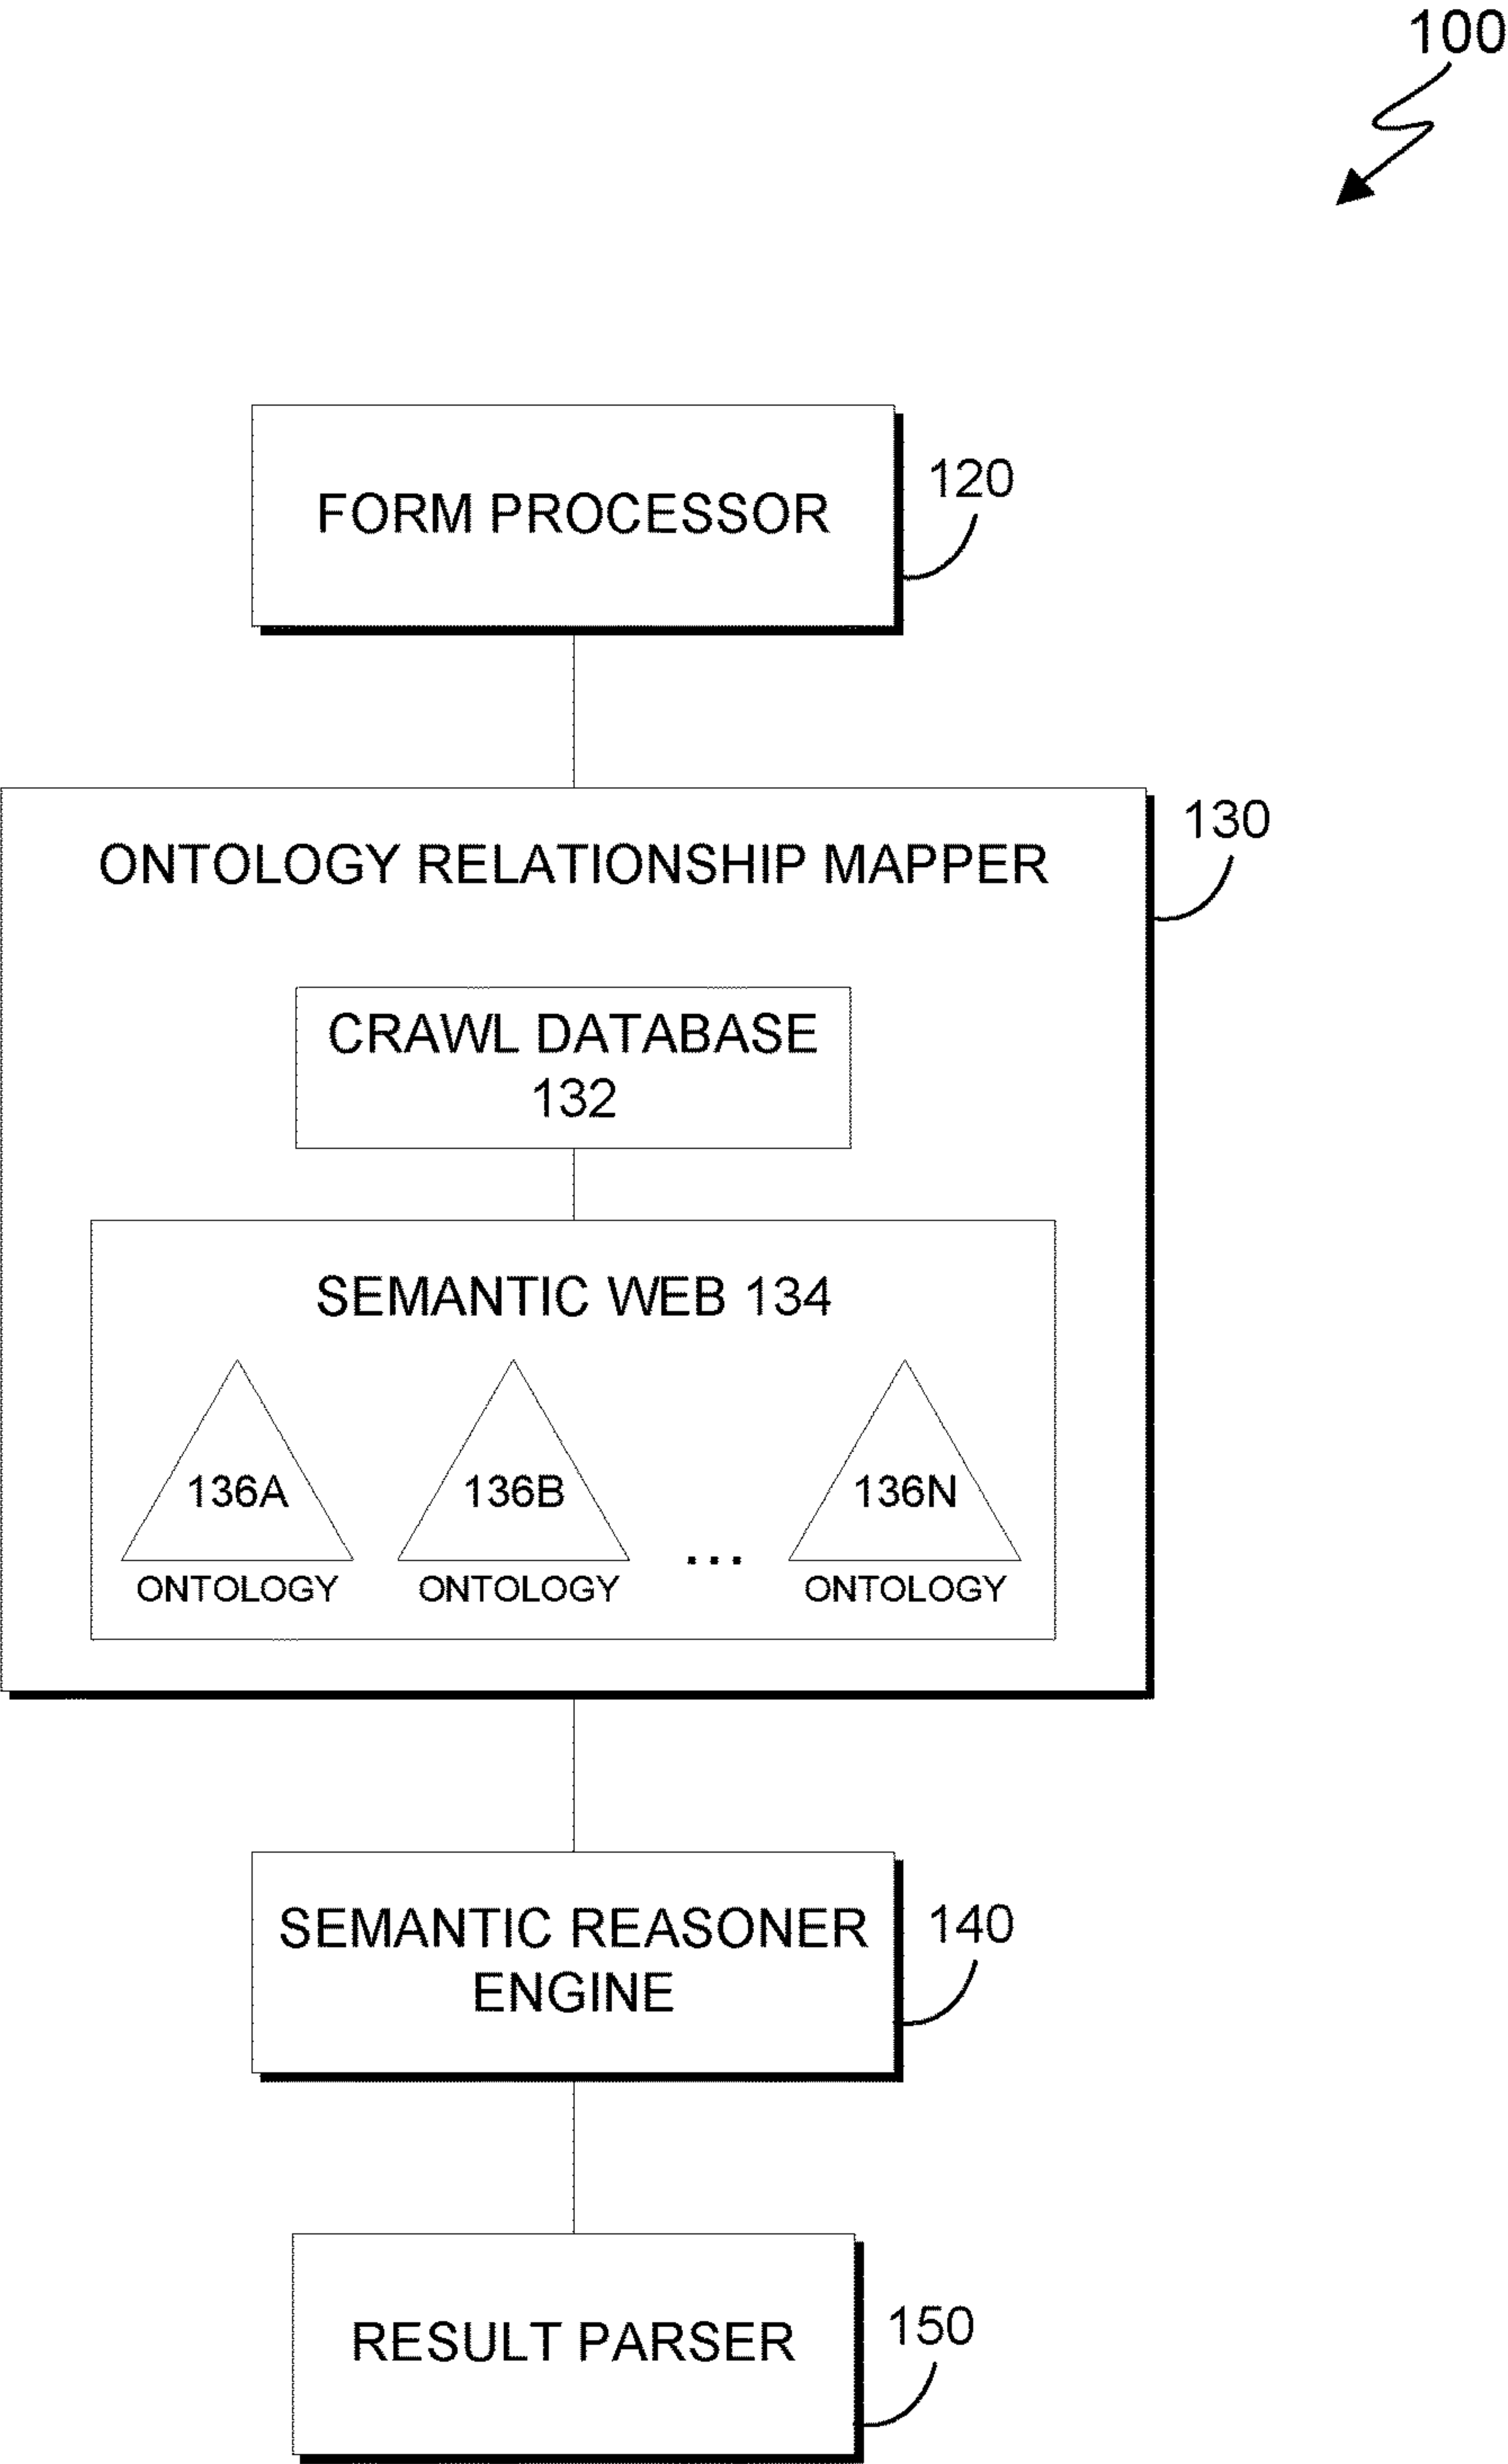 100
FORM PROCESSOR
120
ONTOLOGY RELATIONSHIP MAPPER
130
CRAWL DATABASE
132
SEMANTIC WEB 134
136A
136B
136N
...
ONTOLOGY
ONTOLOGY
ONTOLOGY
SEMANTIC REASONER
ENGINE
140
RESULT PARSER
150